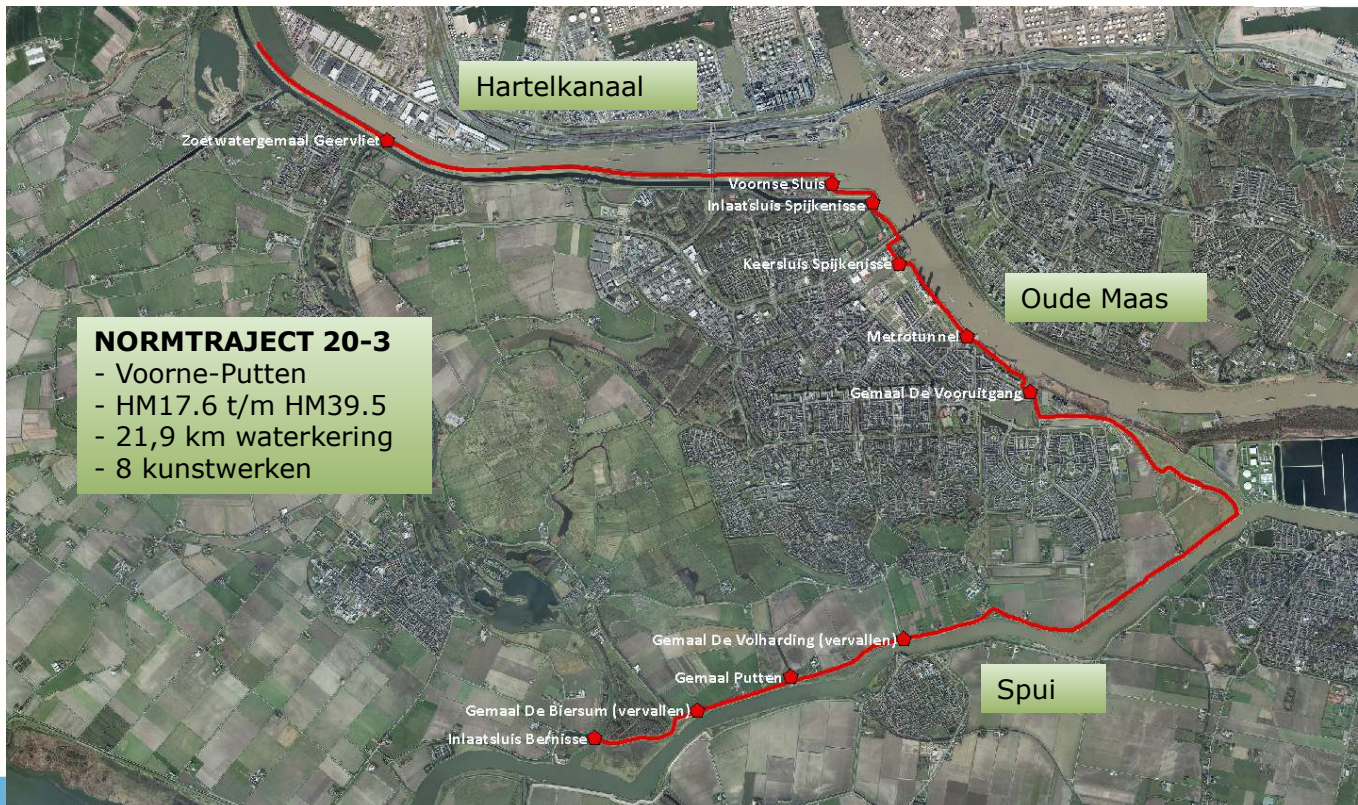 Hartelkanaal
Zoetwatergemaal Geervliet
Voornse Sluis
Inlaatsluis Spijkenisse
Keersluis Spijkenisse
Oude Maas
NORMTRAJECT 20-3
- Voorne-Putten
- HM17.6 t/m HM39.5
- 21,9 km waterkering
- 8 kunstwerken
Metrotunnel
Gemaal De Vooruitgang
Gemaal De Volharding (vervallen)
Gemaal Putten
Spui
Gemaal De Biersum (vervallen)
Inlaatsluis Bernisse